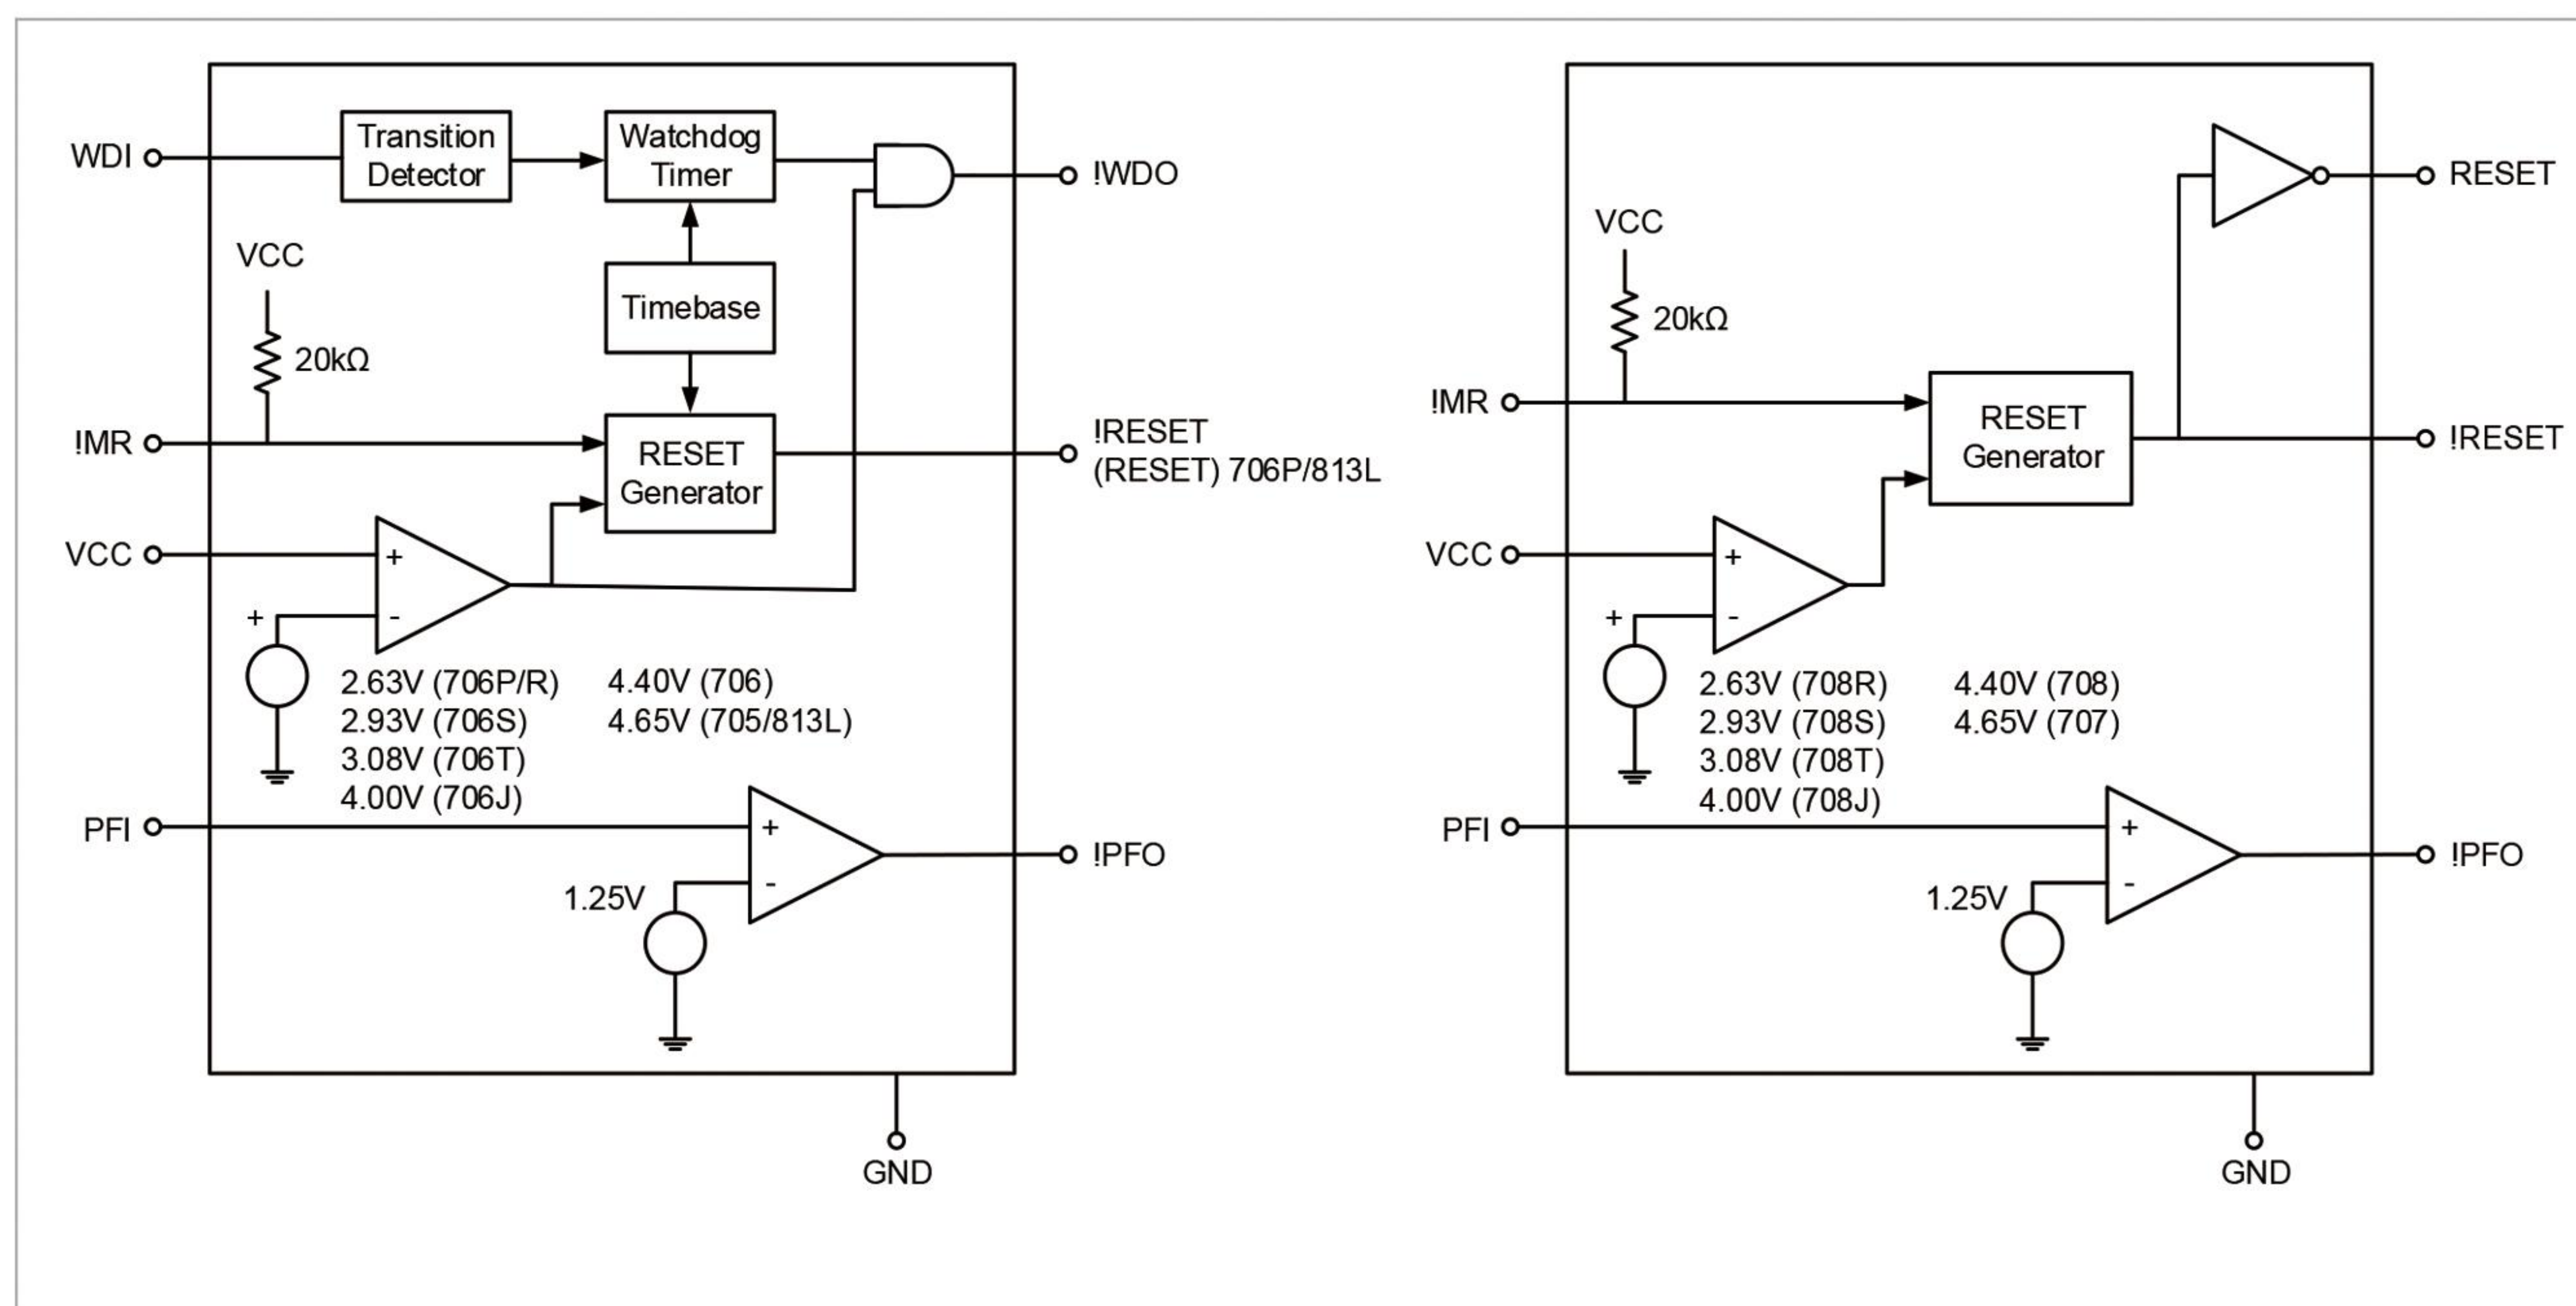 WDI
Transition
Detector
Watchdog
Timer
!WDO
VCC
20kΩ
Timebase
!MR
RESET
Generator
!RESET
(RESET) 706P/813L
VCC
+
-
+
2.63V (706P/R)
2.93V (706S)
3.08V (706T)
4.00V (706J)
4.40V (706)
4.65V (705/813L)
PFI
+
-
1.25V
!PFO
GND
RESET
VCC
20kΩ
!MR
RESET
Generator
!RESET
VCC
+
-
+
2.63V (708R)
2.93V (708S)
3.08V (708T)
4.00V (708J)
4.40V (708)
4.65V (707)
PFI
+
-
1.25V
!PFO
GND